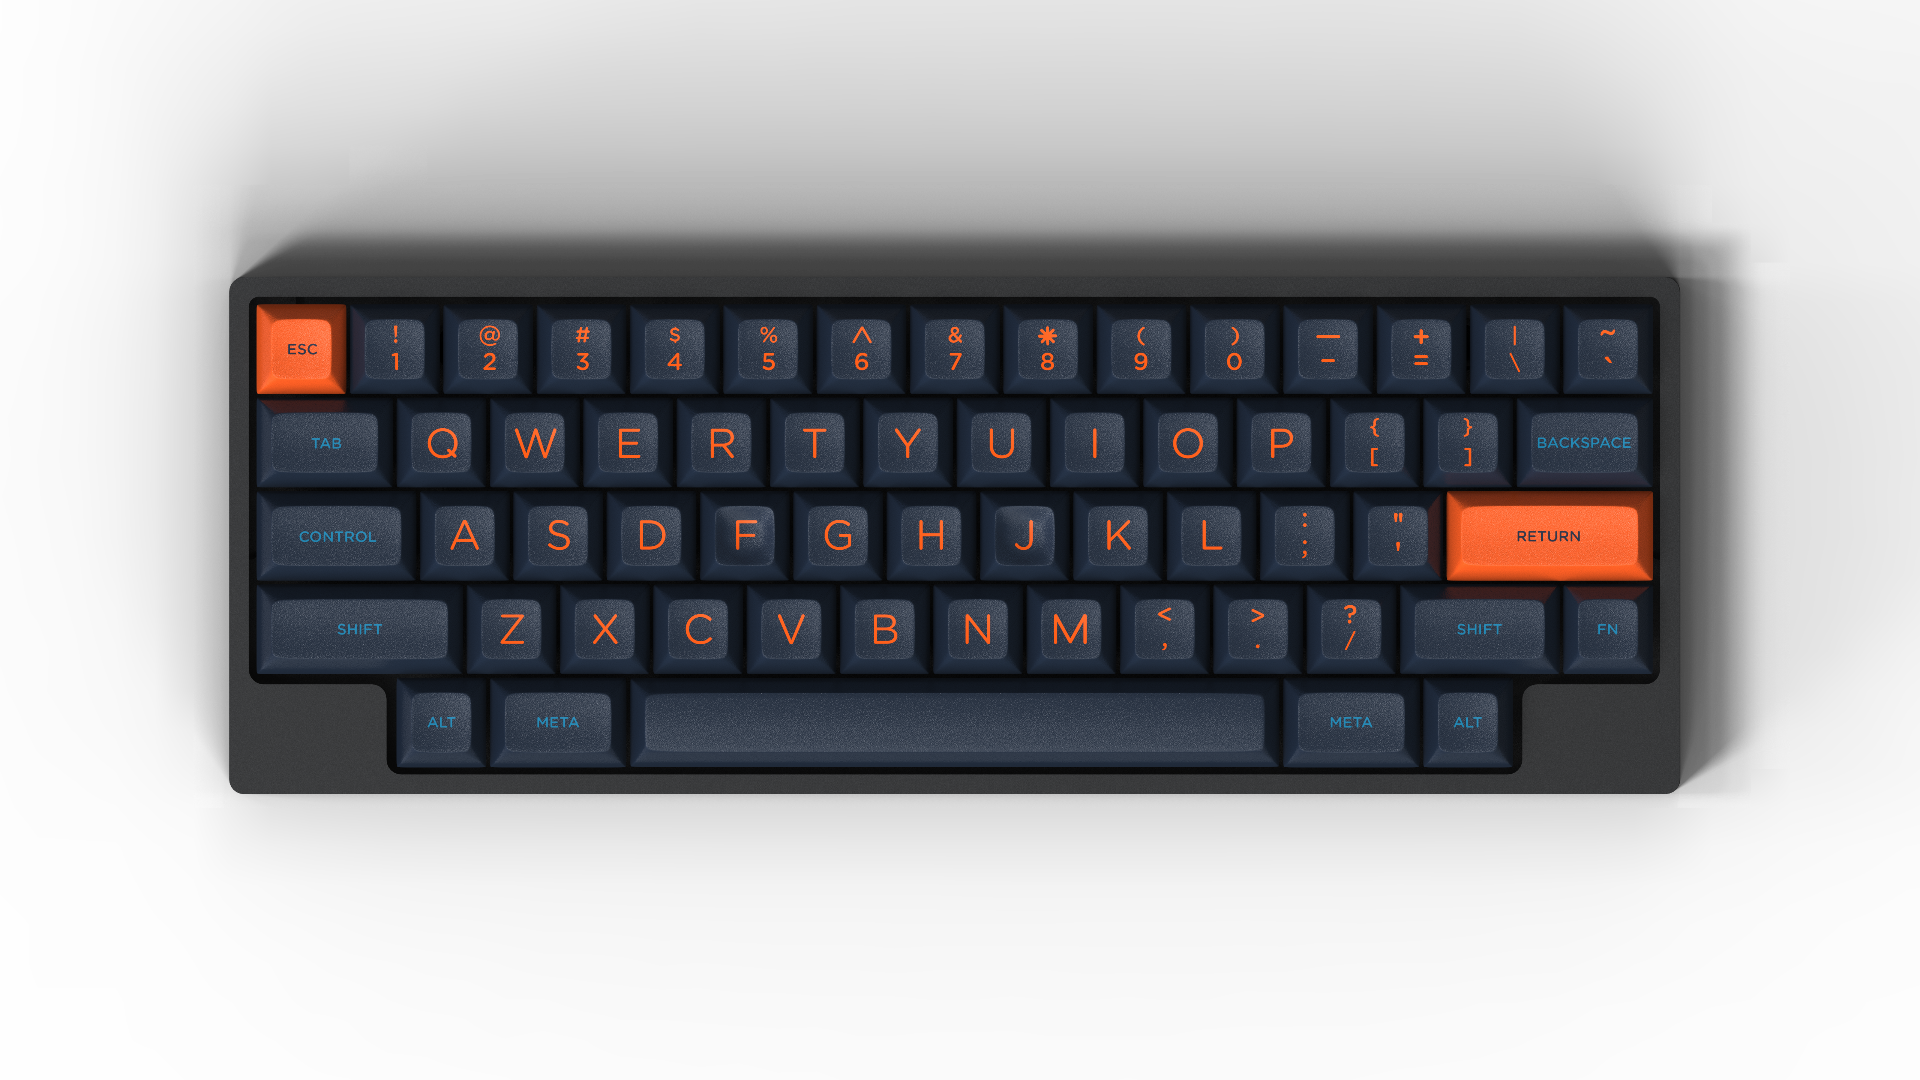 ESC ! @ # $ % ^ & * ( ) — + | ~
1 2 3 4 5 6 7 8 9 0 - = \ `
TAB Q W E R T Y U I O P { } BACKSPACE
[ ]
CONTROL A S D F G H J K L : " RETURN
; '
SHIFT Z X C V B N M < > ? SHIFT FN
, . /
ALT META META ALT